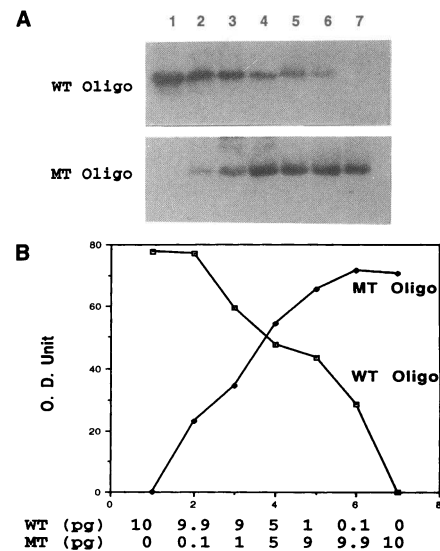 A
1 2 3 4 5 6 7
WT Oligo
MT Oligo
B
80
60
40
20
0
O. D. Unit
MT Oligo
WT Oligo
0 2 4 6 8
WT (pg) 10 9.9 9 5 1 0.1 0
MT (pg) 0 0.1 1 5 9 9.9 10